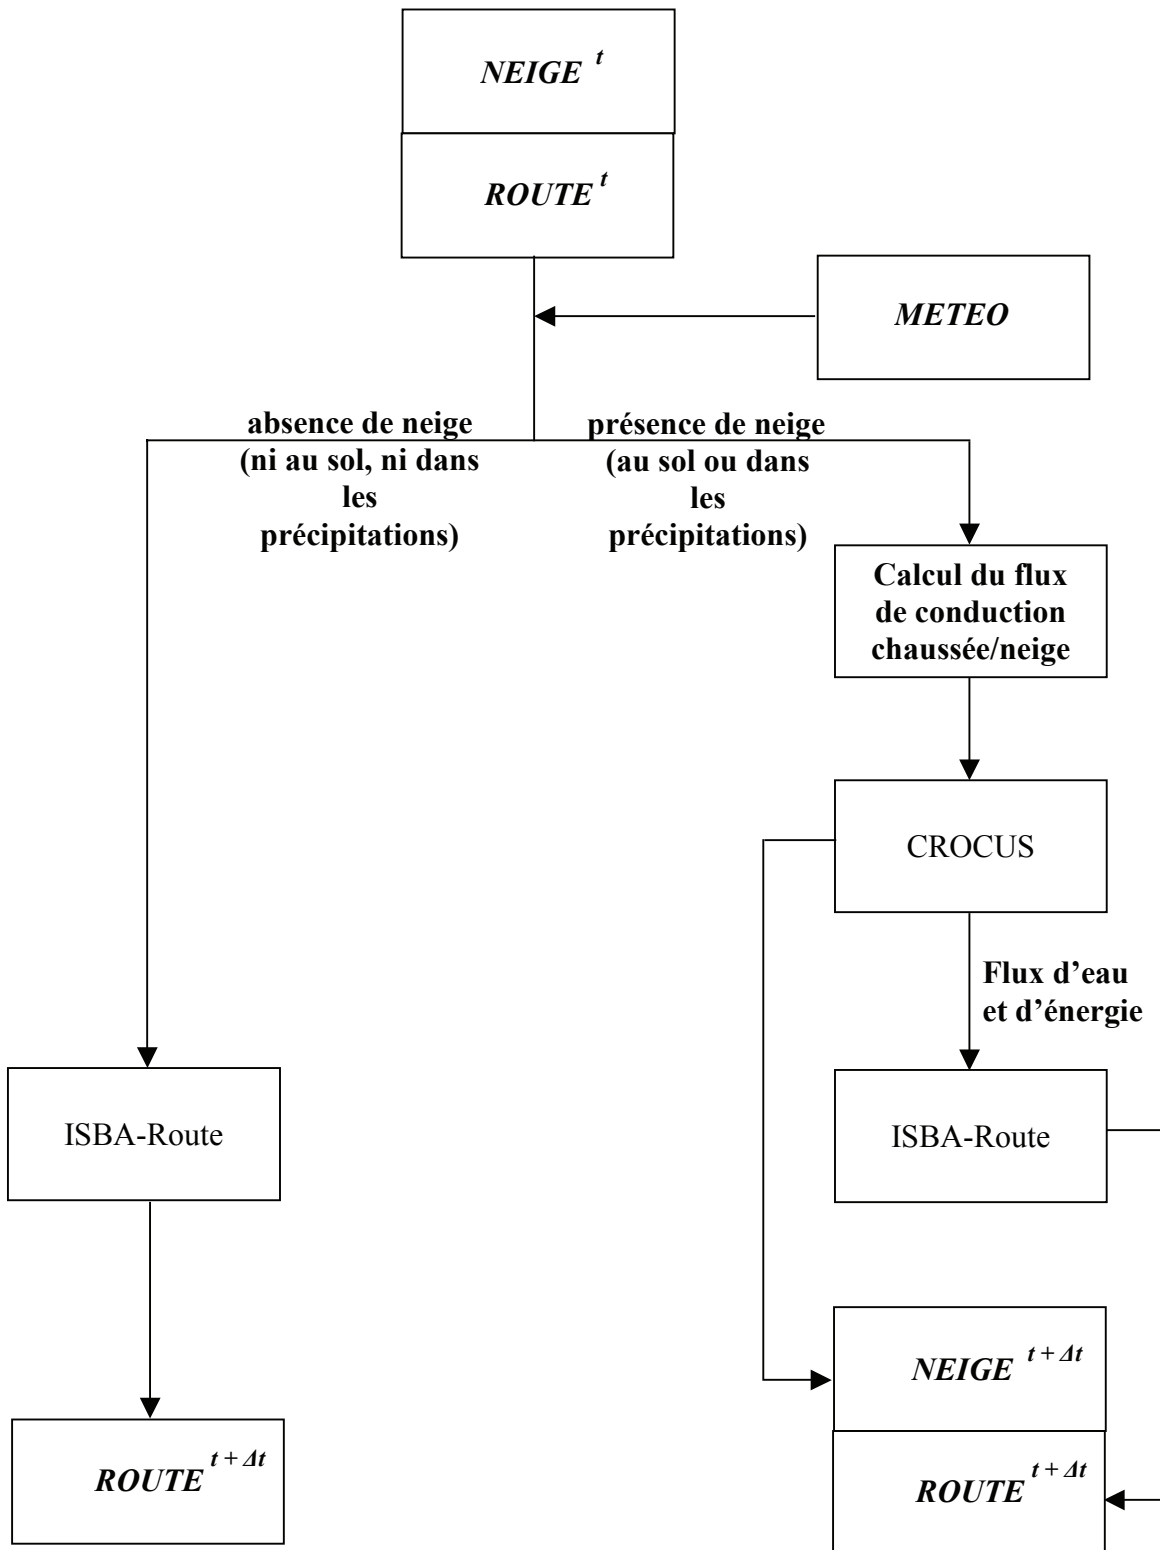 NEIGE t
ROUTE t
METEO
absence de neige
(ni au sol, ni dans
les
précipitations)
présence de neige
(au sol ou dans
les
précipitations)
Calcul du flux
de conduction
chaussée/neige
CROCUS
Flux d’eau
et d’énergie
ISBA-Route
ISBA-Route
NEIGE t + Δt
ROUTE t + Δt
ROUTE t + Δt